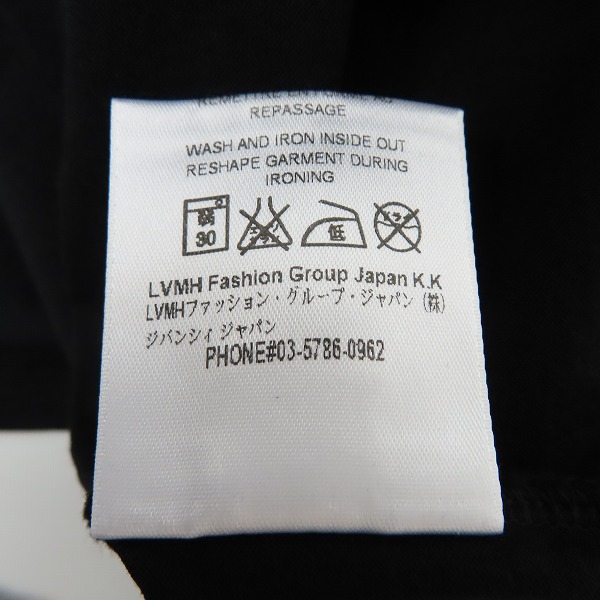 REPASSAGE
WASH AND IRON INSIDE OUT
RESHAPE GARMENT DURING
IRONING
弱 30 低
LVMH Fashion Group Japan K.K
LVMHファッション・グループ・ジャパン (株)
ジバンシィ ジャパン
PHONE#03-5786-0962